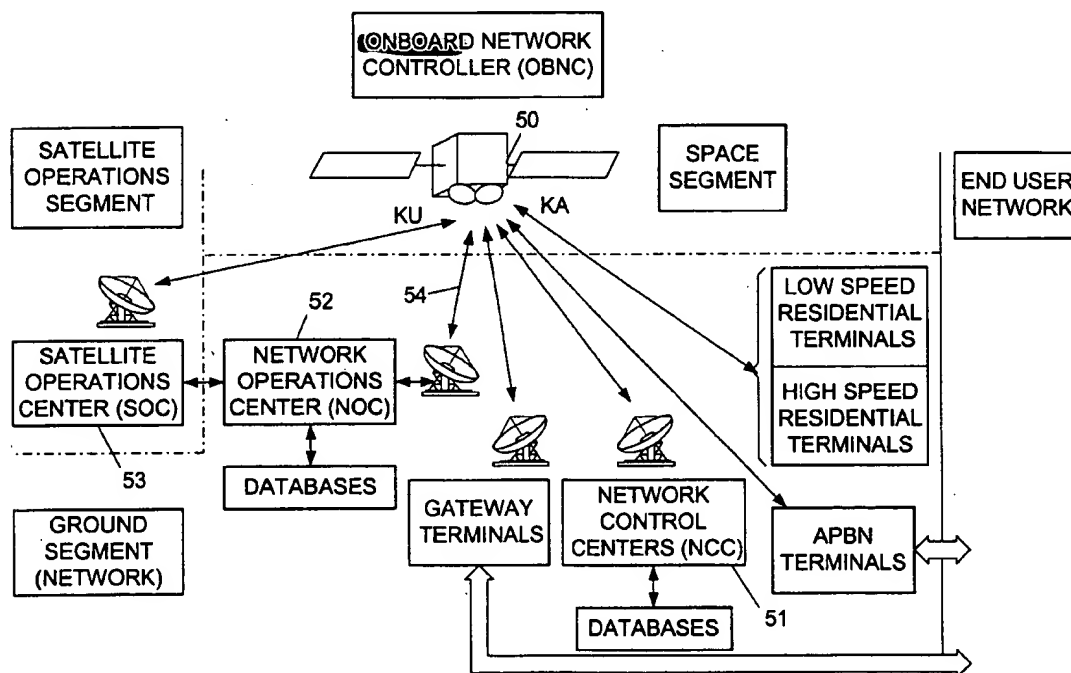 ONBOARD NETWORK
CONTROLLER (OBNC)
50
SATELLITE
OPERATIONS
SEGMENT
SPACE
SEGMENT
END USER
NETWORK
KU
KA
54
52
LOW SPEED
RESIDENTIAL
TERMINALS
HIGH SPEED
RESIDENTIAL
TERMINALS
SATELLITE
OPERATIONS
CENTER (SOC)
53
NETWORK
OPERATIONS
CENTER (NOC)
DATABASES
GATEWAY
TERMINALS
NETWORK
CONTROL
CENTERS (NCC)
51
DATABASES
APBN
TERMINALS
GROUND
SEGMENT
(NETWORK)